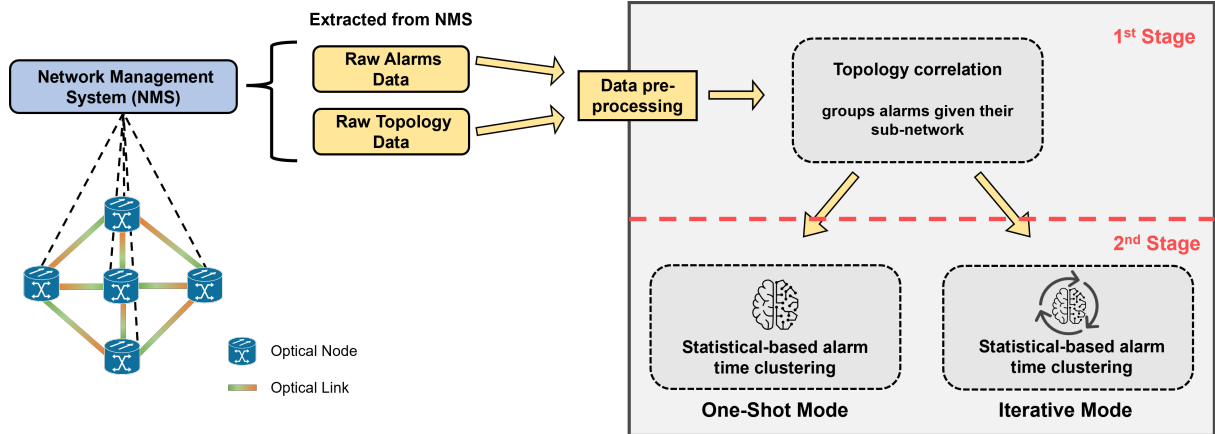 Extracted from NMS
Network Management
System (NMS)
Raw Alarms
Data
Raw Topology
Data
Data pre-
processing
1st Stage
Topology correlation
groups alarms given their
sub-network
2nd Stage
Statistical-based alarm
time clustering
One-Shot Mode
Statistical-based alarm
time clustering
Iterative Mode
Optical Node
Optical Link